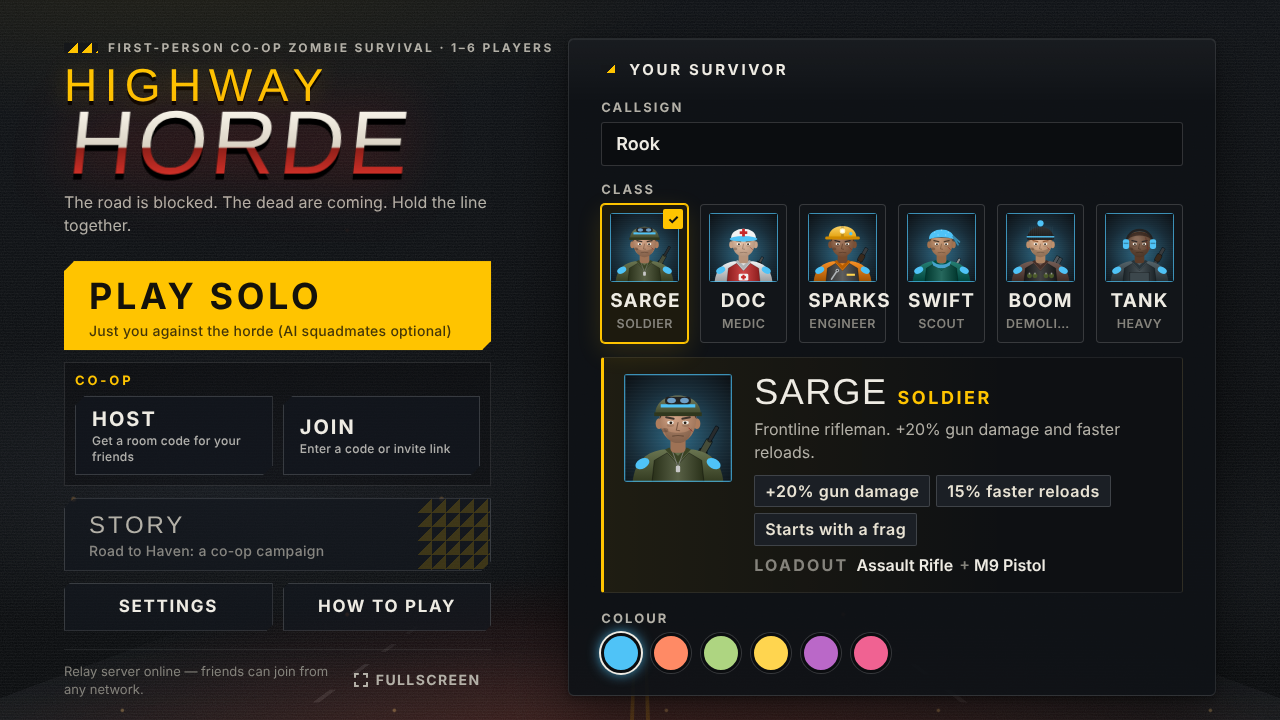 FIRST-PERSON CO-OP ZOMBIE SURVIVAL · 1–6 PLAYERS
HIGHWAY
HORDE
The road is blocked. The dead are coming. Hold the line
together.
PLAY SOLO
Just you against the horde (AI squadmates optional)
CO-OP
HOST
Get a room code for your
friends
JOIN
Enter a code or invite link
STORY
Road to Haven: a co-op campaign
SETTINGS
HOW TO PLAY
Relay server online — friends can join from
any network.
FULLSCREEN
YOUR SURVIVOR
CALLSIGN
Rook
CLASS
SARGE
SOLDIER
DOC
MEDIC
SPARKS
ENGINEER
SWIFT
SCOUT
BOOM
DEMOLI...
TANK
HEAVY
SARGE SOLDIER
Frontline rifleman. +20% gun damage and faster
reloads.
+20% gun damage
15% faster reloads
Starts with a frag
LOADOUT Assault Rifle + M9 Pistol
COLOUR